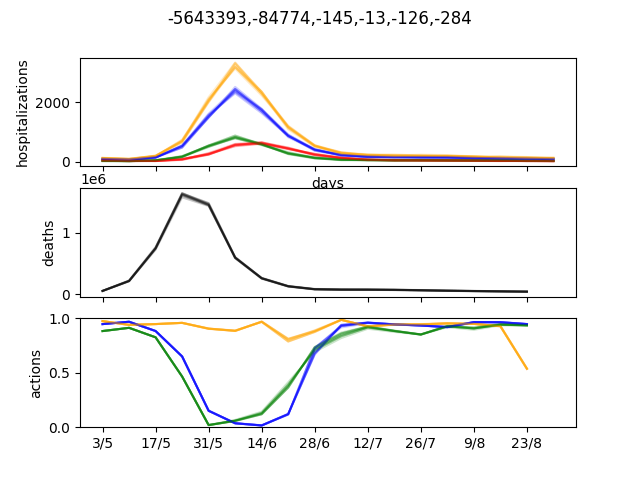 -5643393,-84774,-145,-13,-126,-284
hospitalizations
2000
0
days
1e6
deaths
1
0
actions
1.0
0.5
0.0
3/5 17/5 31/5 14/6 28/6 12/7 26/7 9/8 23/8